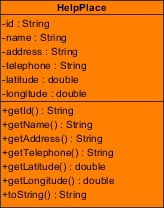 HelpPlace
-id : String
-name : String
-address : String
-telephone : String
-latitude : double
-longitude : double
+getId() : String
+getName() : String
+getAddress() : String
+getTelephone() : String
+getLatitude() : double
+getLongitude() : double
+toString() : String